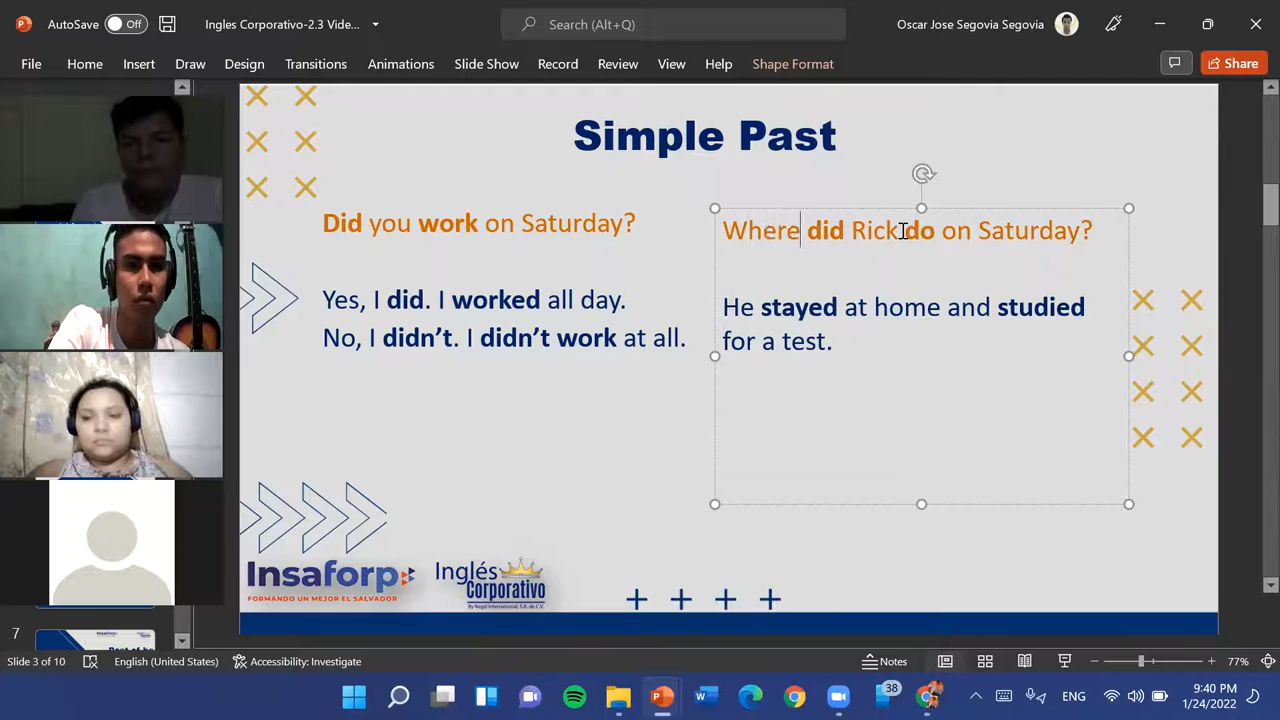 AutoSave Off Ingles Corporativo-2.3 Vide... Search (Alt+Q) Oscar Jose Segovia Segovia
File Home Insert Draw Design Transitions Animations Slide Show Record Review View Help Shape Format Share
Simple Past
Did you work on Saturday?
Yes, I did. I worked all day.
No, I didn't. I didn't work at all.
Where did Rick do on Saturday?
He stayed at home and studied
for a test.
Insaforp
FORMANDO UN MEJOR EL SALVADOR
Inglés
Corporativo
by Regal International, S.A. de C.V.
7
Slide 3 of 10 English (United States) Accessibility: Investigate Notes 77%
38
ENG
9:40 PM
1/24/2022